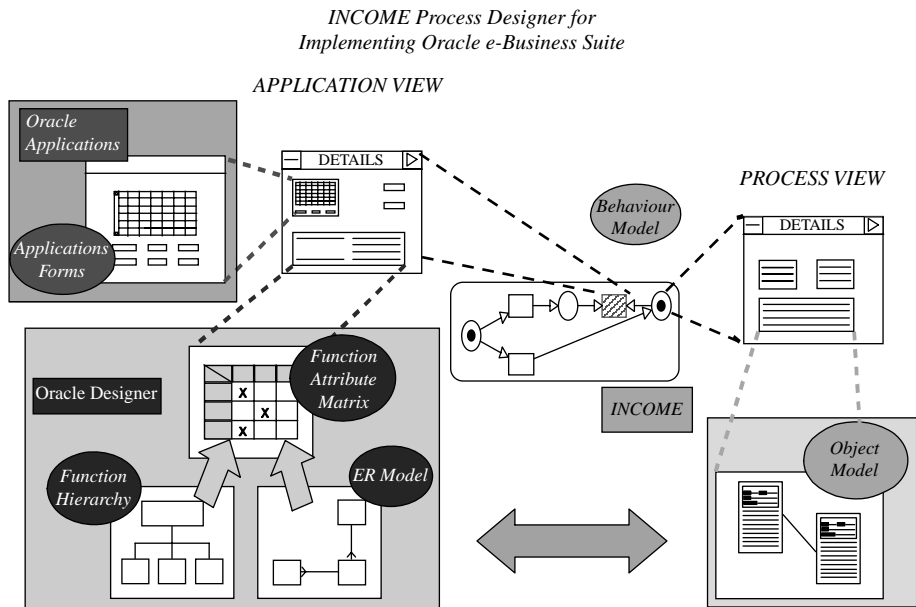 INCOME Process Designer for
Implementing Oracle e-Business Suite
APPLICATION VIEW
Oracle
Applications
Applications
Forms
DETAILS
Behaviour
Model
PROCESS VIEW
DETAILS
Oracle Designer
Function
Attribute
Matrix
x
x
x
Function
Hierarchy
ER Model
INCOME
Object
Model